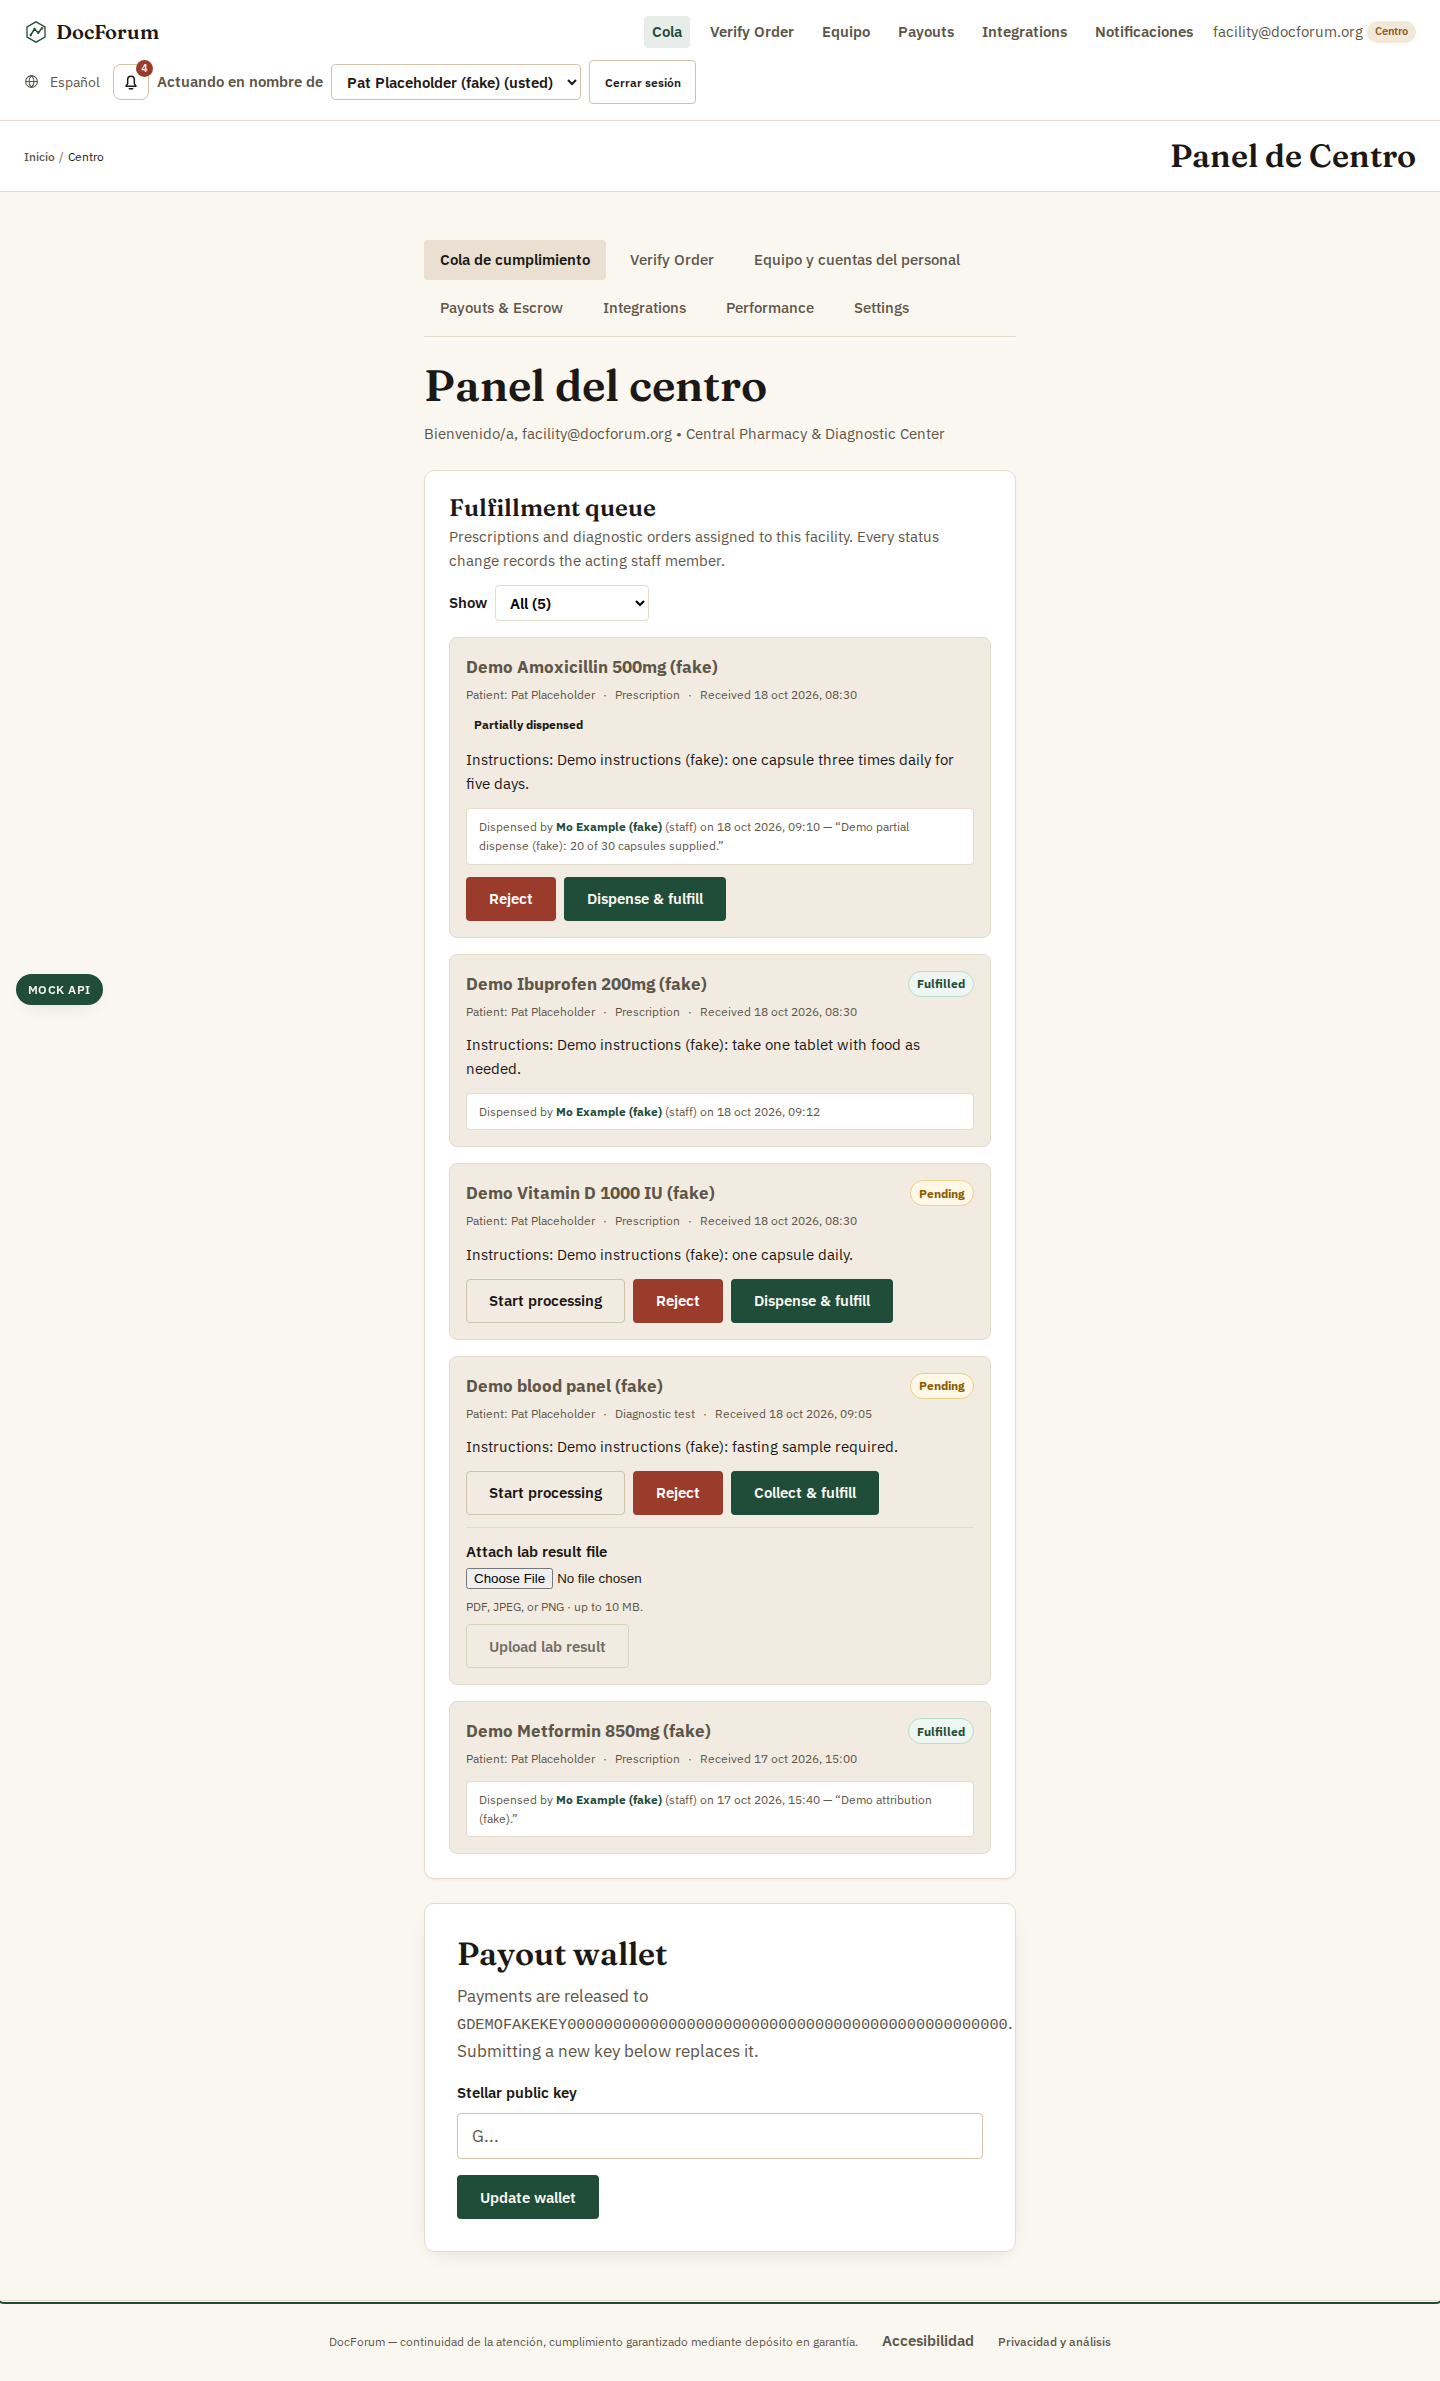 DocForum
Cola Verify Order Equipo Payouts Integrations Notificaciones facility@docforum.org Centro
Español 4 Actuando en nombre de Pat Placeholder (fake) (usted) Cerrar sesión
Inicio / Centro
Panel de Centro
Cola de cumplimiento Verify Order Equipo y cuentas del personal
Payouts & Escrow Integrations Performance Settings
Panel del centro
Bienvenido/a, facility@docforum.org • Central Pharmacy & Diagnostic Center
Fulfillment queue
Prescriptions and diagnostic orders assigned to this facility. Every status
change records the acting staff member.
Show All (5)
Demo Amoxicillin 500mg (fake)
Patient: Pat Placeholder · Prescription · Received 18 oct 2026, 08:30
Partially dispensed
Instructions: Demo instructions (fake): one capsule three times daily for
five days.
Dispensed by Mo Example (fake) (staff) on 18 oct 2026, 09:10 — “Demo partial
dispense (fake): 20 of 30 capsules supplied.”
Reject Dispense & fulfill
MOCK API
Demo Ibuprofen 200mg (fake) Fulfilled
Patient: Pat Placeholder · Prescription · Received 18 oct 2026, 08:30
Instructions: Demo instructions (fake): take one tablet with food as
needed.
Dispensed by Mo Example (fake) (staff) on 18 oct 2026, 09:12
Demo Vitamin D 1000 IU (fake) Pending
Patient: Pat Placeholder · Prescription · Received 18 oct 2026, 08:30
Instructions: Demo instructions (fake): one capsule daily.
Start processing Reject Dispense & fulfill
Demo blood panel (fake) Pending
Patient: Pat Placeholder · Diagnostic test · Received 18 oct 2026, 09:05
Instructions: Demo instructions (fake): fasting sample required.
Start processing Reject Collect & fulfill
Attach lab result file
Choose File No file chosen
PDF, JPEG, or PNG · up to 10 MB.
Upload lab result
Demo Metformin 850mg (fake) Fulfilled
Patient: Pat Placeholder · Prescription · Received 17 oct 2026, 15:00
Dispensed by Mo Example (fake) (staff) on 17 oct 2026, 15:40 — “Demo attribution
(fake).”
Payout wallet
Payments are released to
GDEMOFAKEKEY000000000000000000000000000000000000000000000000.
Submitting a new key below replaces it.
Stellar public key
G...
Update wallet
DocForum — continuidad de la atención, cumplimiento garantizado mediante depósito en garantía. Accesibilidad Privacidad y análisis